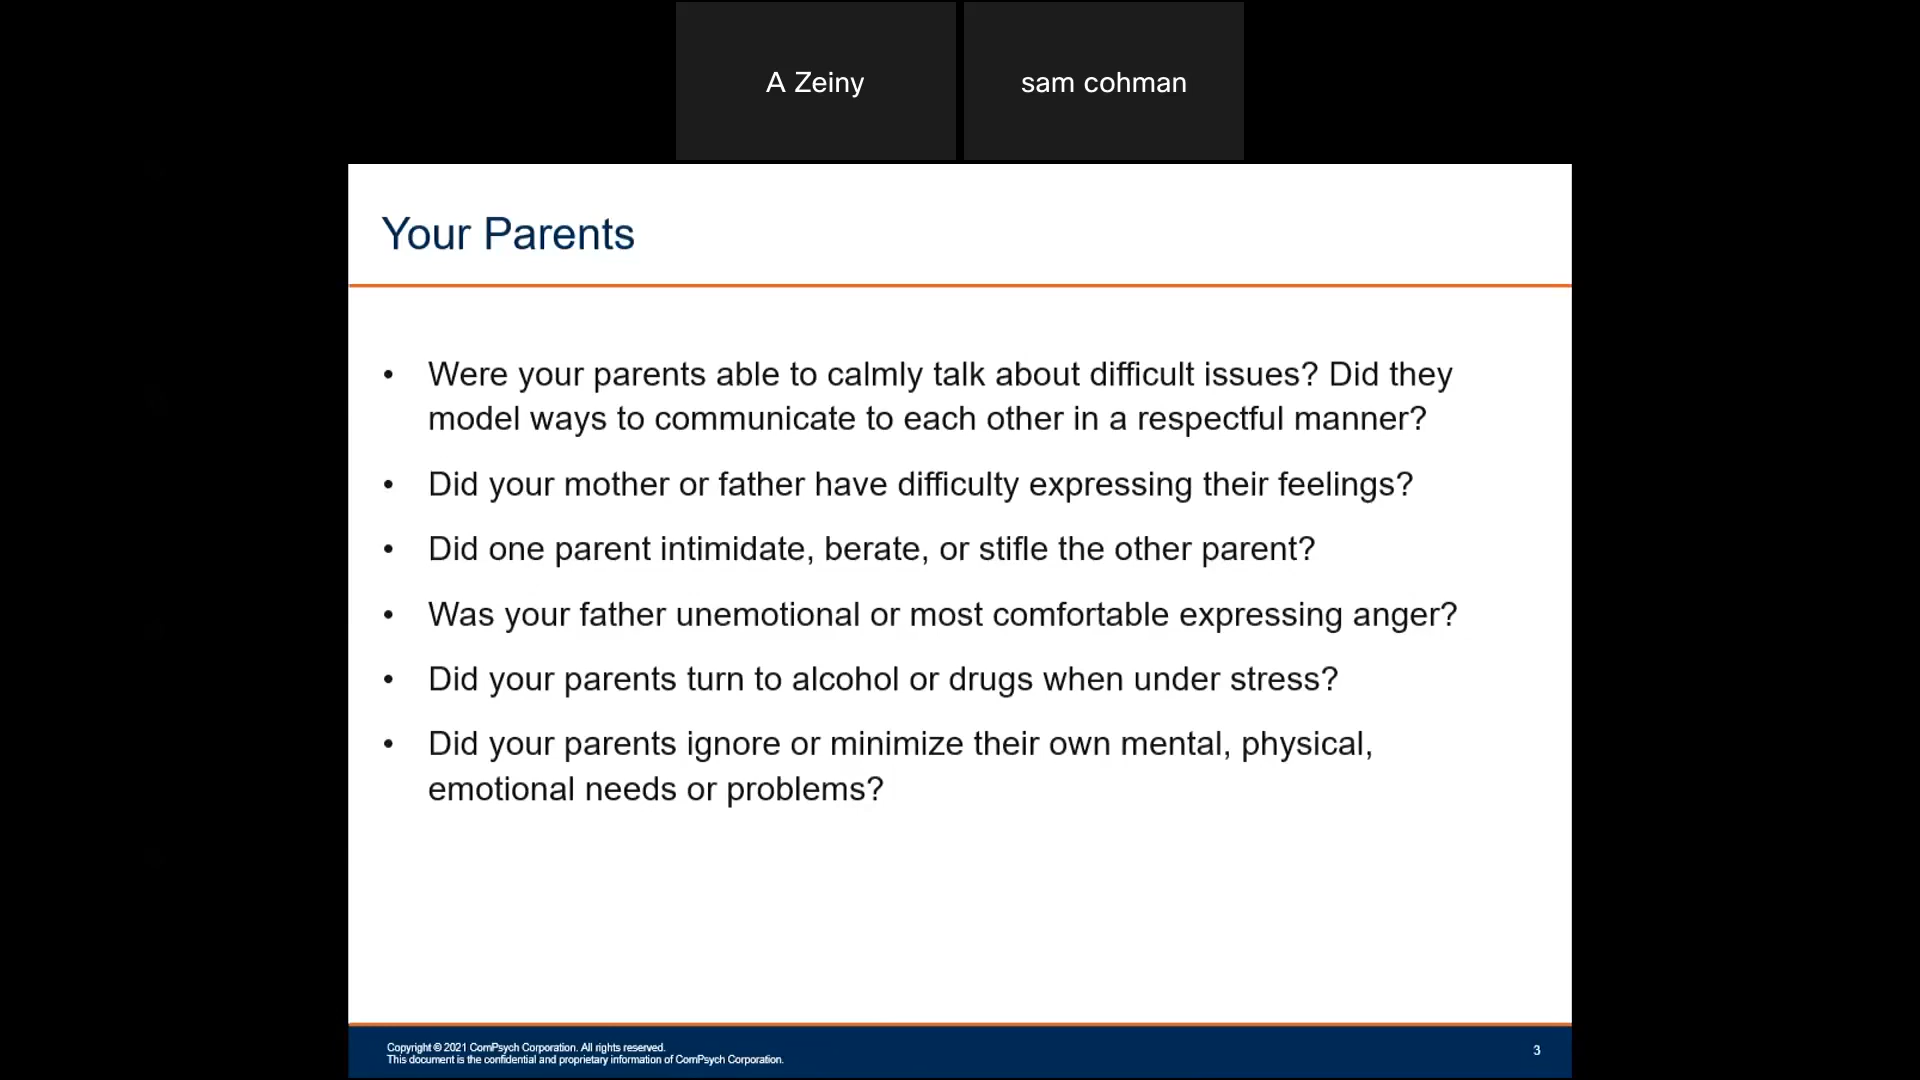 A Zeiny
sam cohman
Your Parents
• Were your parents able to calmly talk about difficult issues? Did they
model ways to communicate to each other in a respectful manner?
• Did your mother or father have difficulty expressing their feelings?
• Did one parent intimidate, berate, or stifle the other parent?
• Was your father unemotional or most comfortable expressing anger?
• Did your parents turn to alcohol or drugs when under stress?
• Did your parents ignore or minimize their own mental, physical,
emotional needs or problems?
Copyright © 2021 ComPsych Corporation. All rights reserved.
This document is the confidential and proprietary information of ComPsych Corporation.
3